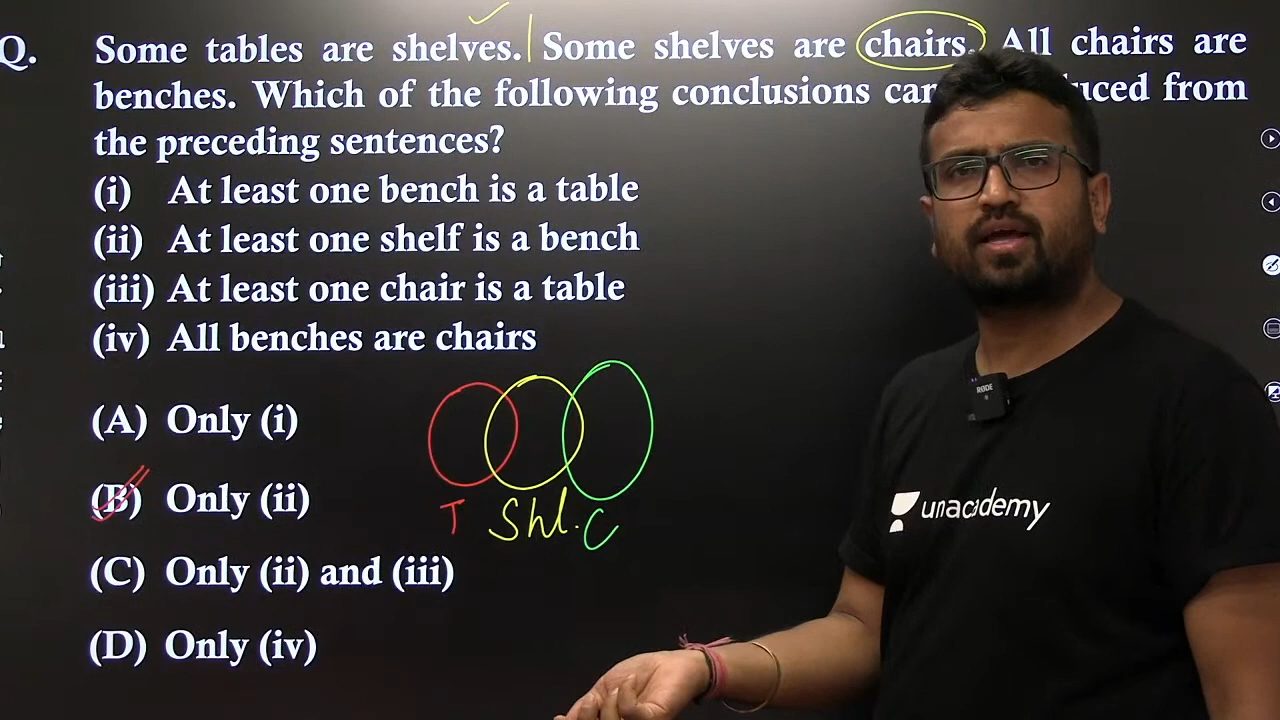 Q. Some tables are shelves. Some shelves are chairs. All chairs are
benches. Which of the following conclusions from
the preceding sentences?
(i) At least one bench is a table
(ii) At least one shelf is a bench
(iii) At least one chair is a table
(iv) All benches are chairs
(A) Only (i)
(B) Only (ii)
(C) Only (ii) and (iii)
(D) Only (iv)
T Shl. C
RØDE
unacademy